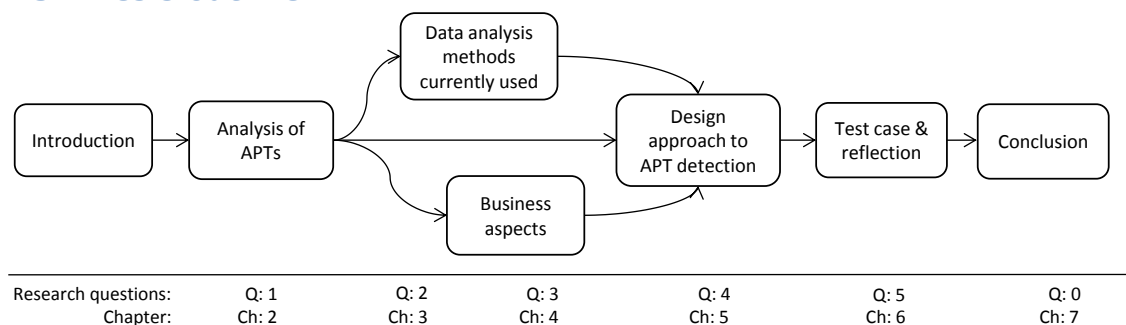 Introduction
Analysis of
APTs
Data analysis
methods
currently used
Business
aspects
Design
approach to
APT detection
Test case &
reflection
Conclusion
Research questions: Q: 1 Q: 2 Q: 3 Q: 4 Q: 5 Q: 0
Chapter: Ch: 2 Ch: 3 Ch: 4 Ch: 5 Ch: 6 Ch: 7